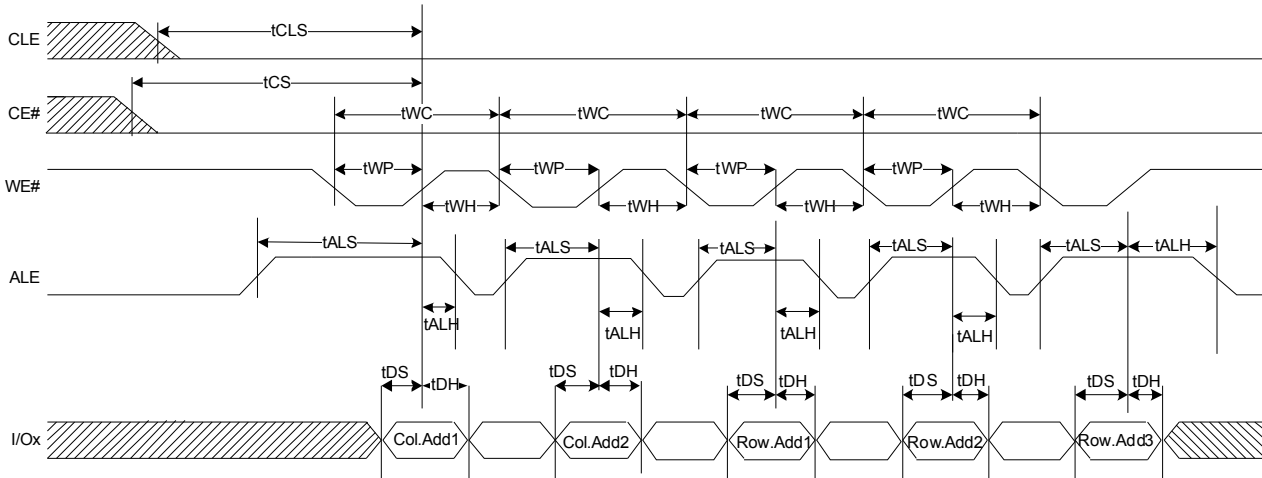 CLE
tCLS
tCS
CE#
tWC tWC tWC tWC
WE#
tWP tWP tWP tWP
tWH tWH tWH tWH
tALS tALS tALS tALS tALS tALH
ALE
tALH tALH tALH tALH
tDS tDH tDS tDH tDS tDH tDS tDH tDS tDH
I/Ox
Col.Add1 Col.Add2 Row.Add1 Row.Add2 Row.Add3